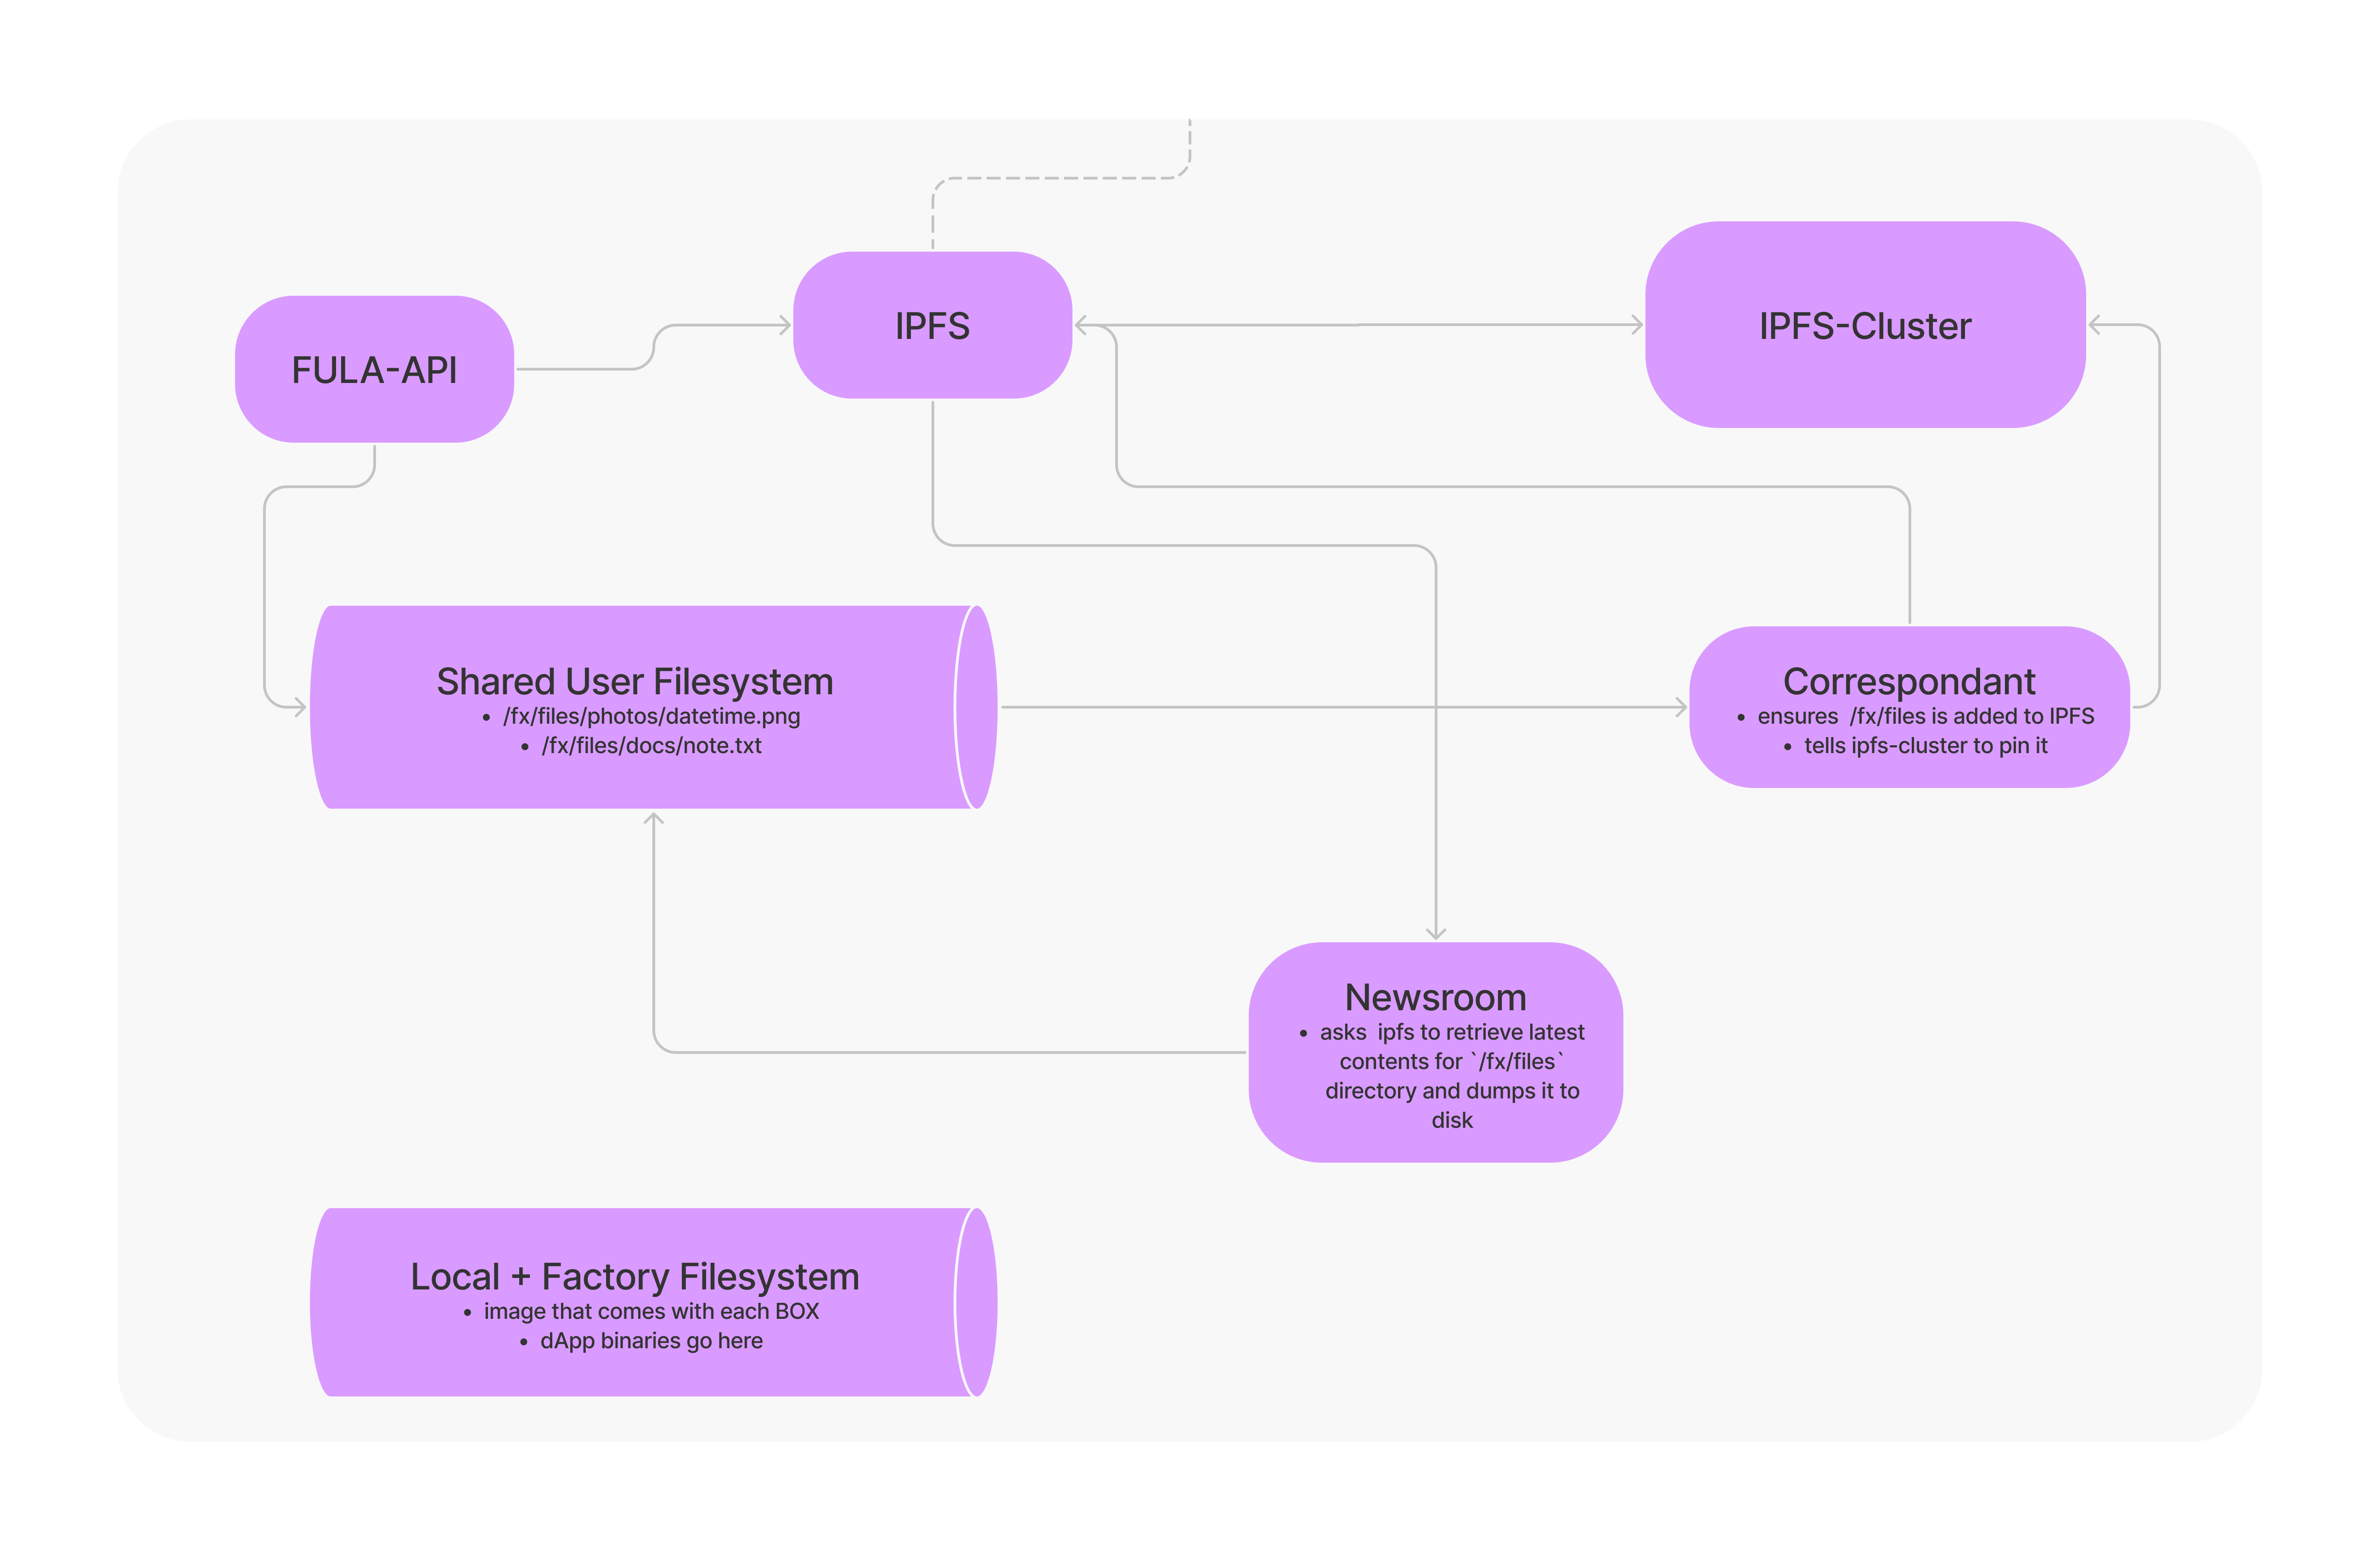 IPFS
IPFS-Cluster
FULA-API
Shared User Filesystem
• /fx/files/photos/datetime.png
• /fx/files/docs/note.txt
Correspondant
• ensures  /fx/files is added to IPFS
• tells ipfs-cluster to pin it
Newsroom
• asks  ipfs to retrieve latest
contents for `/fx/files`
directory and dumps it to
disk
Local + Factory Filesystem
• image that comes with each BOX
• dApp binaries go here